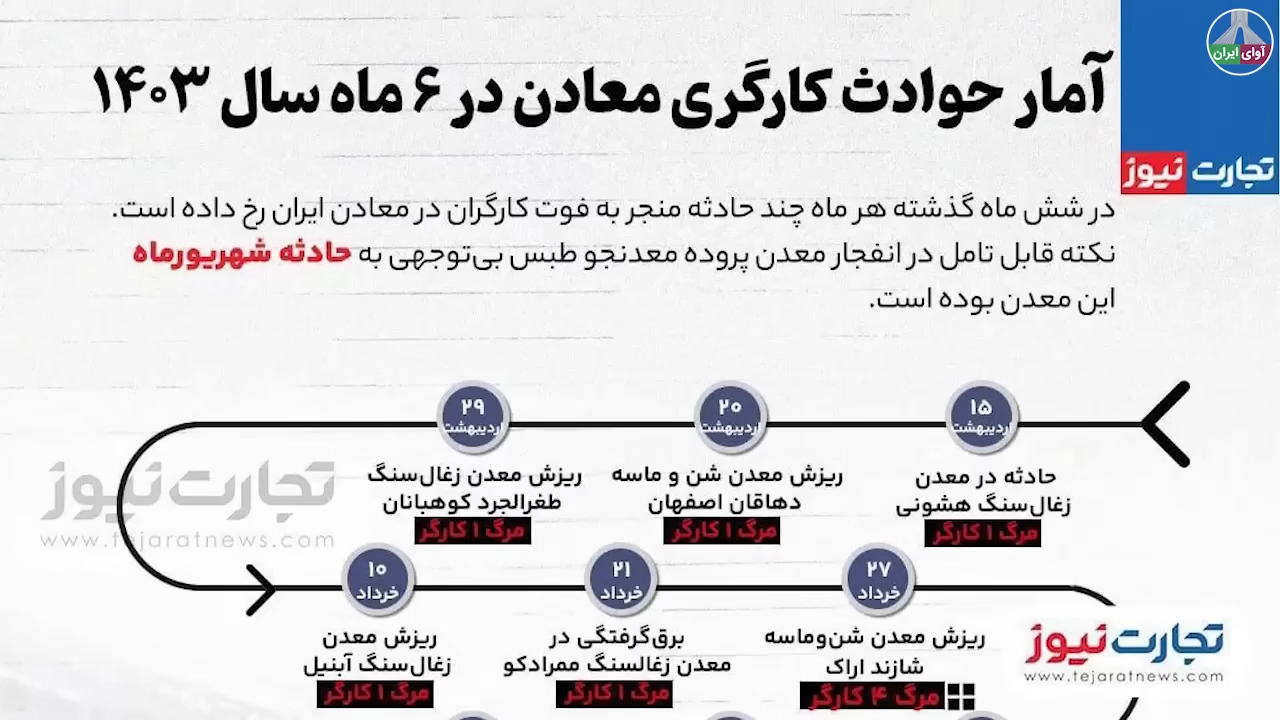 آوای ایران
آمار حوادث کارگری معادن در ۶ ماه سال ۱۴۰۳
تجارت نیوز
در شش ماه گذشته هر ماه چند حادثه منجر به فوت کارگران در معادن ایران رخ داده است.
نکته قابل تامل در انفجار معدن پروده معدنجو طبس بی‌توجهی به حادثه شهریورماه
این معدن بوده است.
۱۵
اردیبهشت
حادثه در معدن
زغال‌سنگ هشونی
مرگ ۱ کارگر
۲۰
اردیبهشت
ریزش معدن شن و ماسه
دهاقان اصفهان
مرگ ۱ کارگر
۲۹
اردیبهشت
ریزش معدن زغال‌سنگ
طغرالجرد کوهبانان
مرگ ۱ کارگر
تجارت‌نیوز
www.tejaratnews.com
۱۰
خرداد
ریزش معدن
زغال‌سنگ آبنیل
مرگ ۱ کارگر
۲۱
خرداد
برق‌گرفتگی در
معدن زغالسنگ ممرادکو
مرگ ۱ کارگر
۲۷
خرداد
ریزش معدن شن‌وماسه
شازند اراک
مرگ ۴ کارگر
تجارت‌نیوز
www.tejaratnews.com